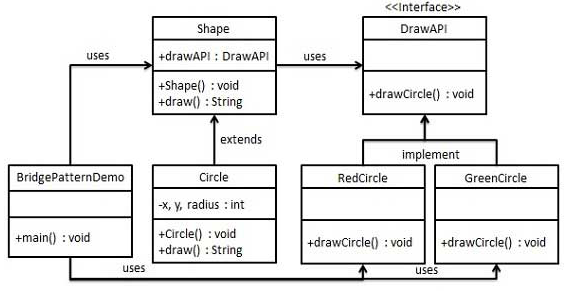 <<Interface>>
Shape
DrawAPI
+drawAPI : DrawAPI
uses
uses
+Shape() : void
+draw() : String
+drawCircle() : void
extends
implement
BridgePatternDemo
Circle
RedCircle
GreenCircle
-x, y, radius : int
+main() : void
+Circle() : void
+draw() : String
+drawCircle() : void
+drawCircle() : void
uses
uses